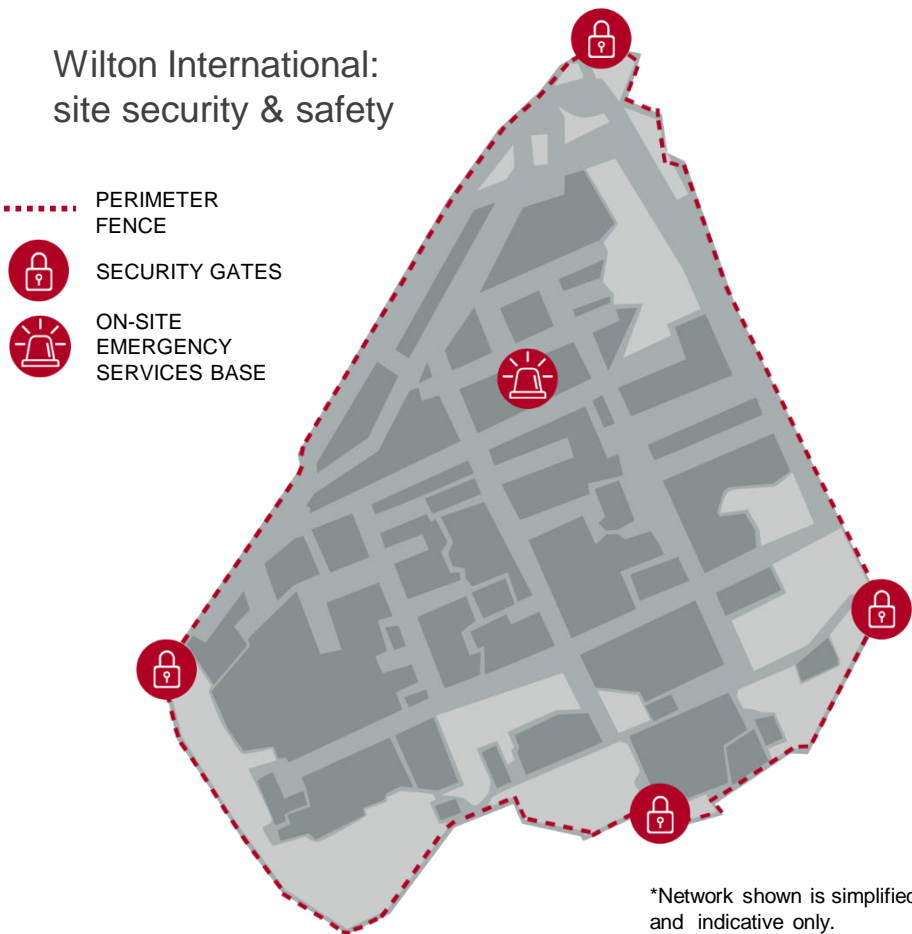 Wilton International:
site security & safety
PERIMETER
FENCE
SECURITY GATES
ON-SITE
EMERGENCY
SERVICES BASE
*Network shown is simplified
and indicative only.